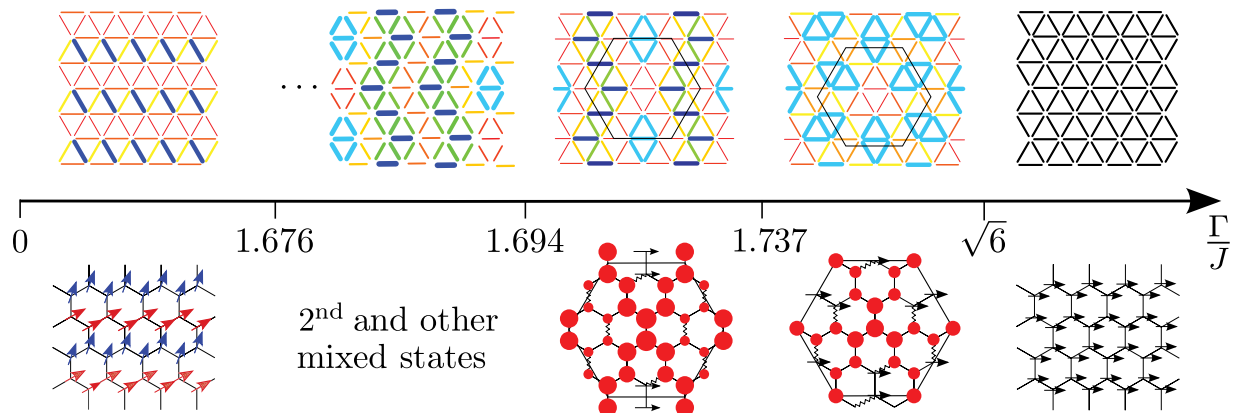 ...
0
1.676
1.694
1.737
√6
Γ/J
2nd and other
mixed states